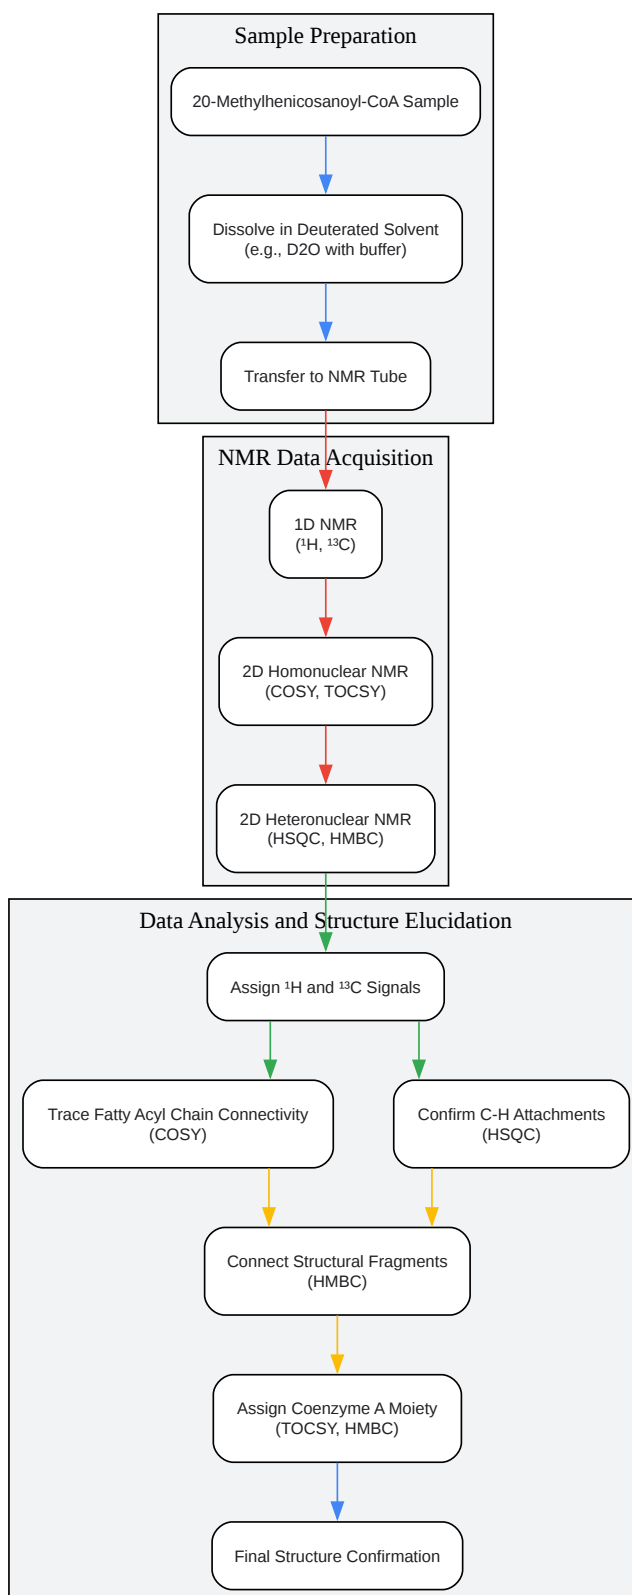 Sample Preparation
20-Methylhenicosanoyl-CoA Sample
Dissolve in Deuterated Solvent
(e.g., D2O with buffer)
Transfer to NMR Tube
NMR Data Acquisition
1D NMR
(¹H, ¹³C)
2D Homonuclear NMR
(COSY, TOCSY)
2D Heteronuclear NMR
(HSQC, HMBC)
Data Analysis and Structure Elucidation
Assign ¹H and ¹³C Signals
Trace Fatty Acyl Chain Connectivity
(COSY)
Confirm C-H Attachments
(HSQC)
Connect Structural Fragments
(HMBC)
Assign Coenzyme A Moiety
(TOCSY, HMBC)
Final Structure Confirmation